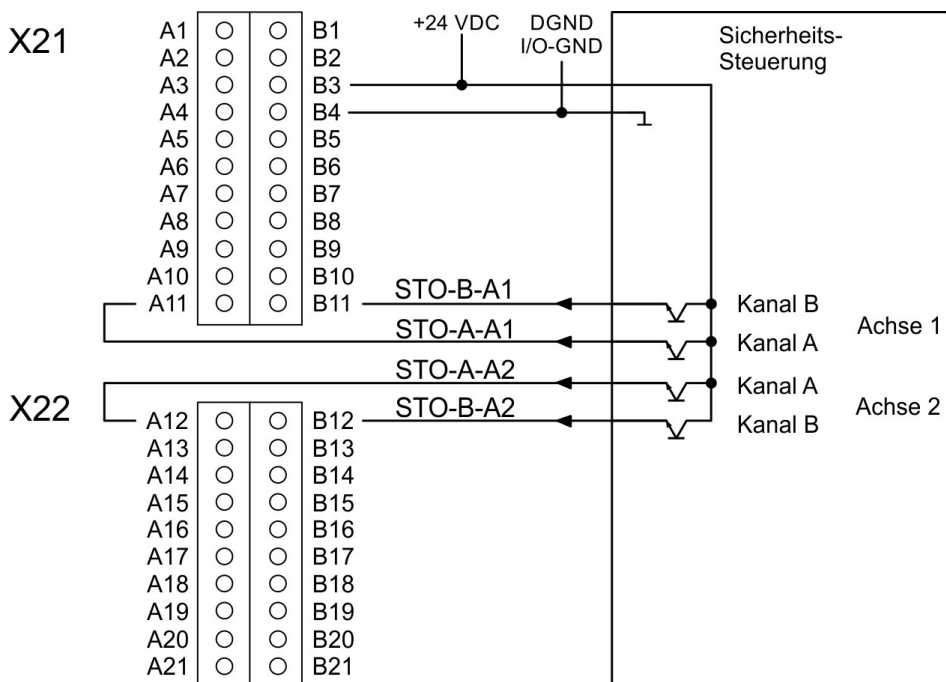 X21
+24 VDC
DGND
I/O-GND
Sicherheits-
Steuerung
A1 B1
A2 B2
A3 B3
A4 B4
A5 B5
A6 B6
A7 B7
A8 B8
A9 B9
A10 B10
A11 B11
STO-B-A1
Kanal B
STO-A-A1
Kanal A
Achse 1
STO-A-A2
Kanal A
X22
STO-B-A2
Kanal B
Achse 2
A12 B12
A13 B13
A14 B14
A15 B15
A16 B16
A17 B17
A18 B18
A19 B19
A20 B20
A21 B21